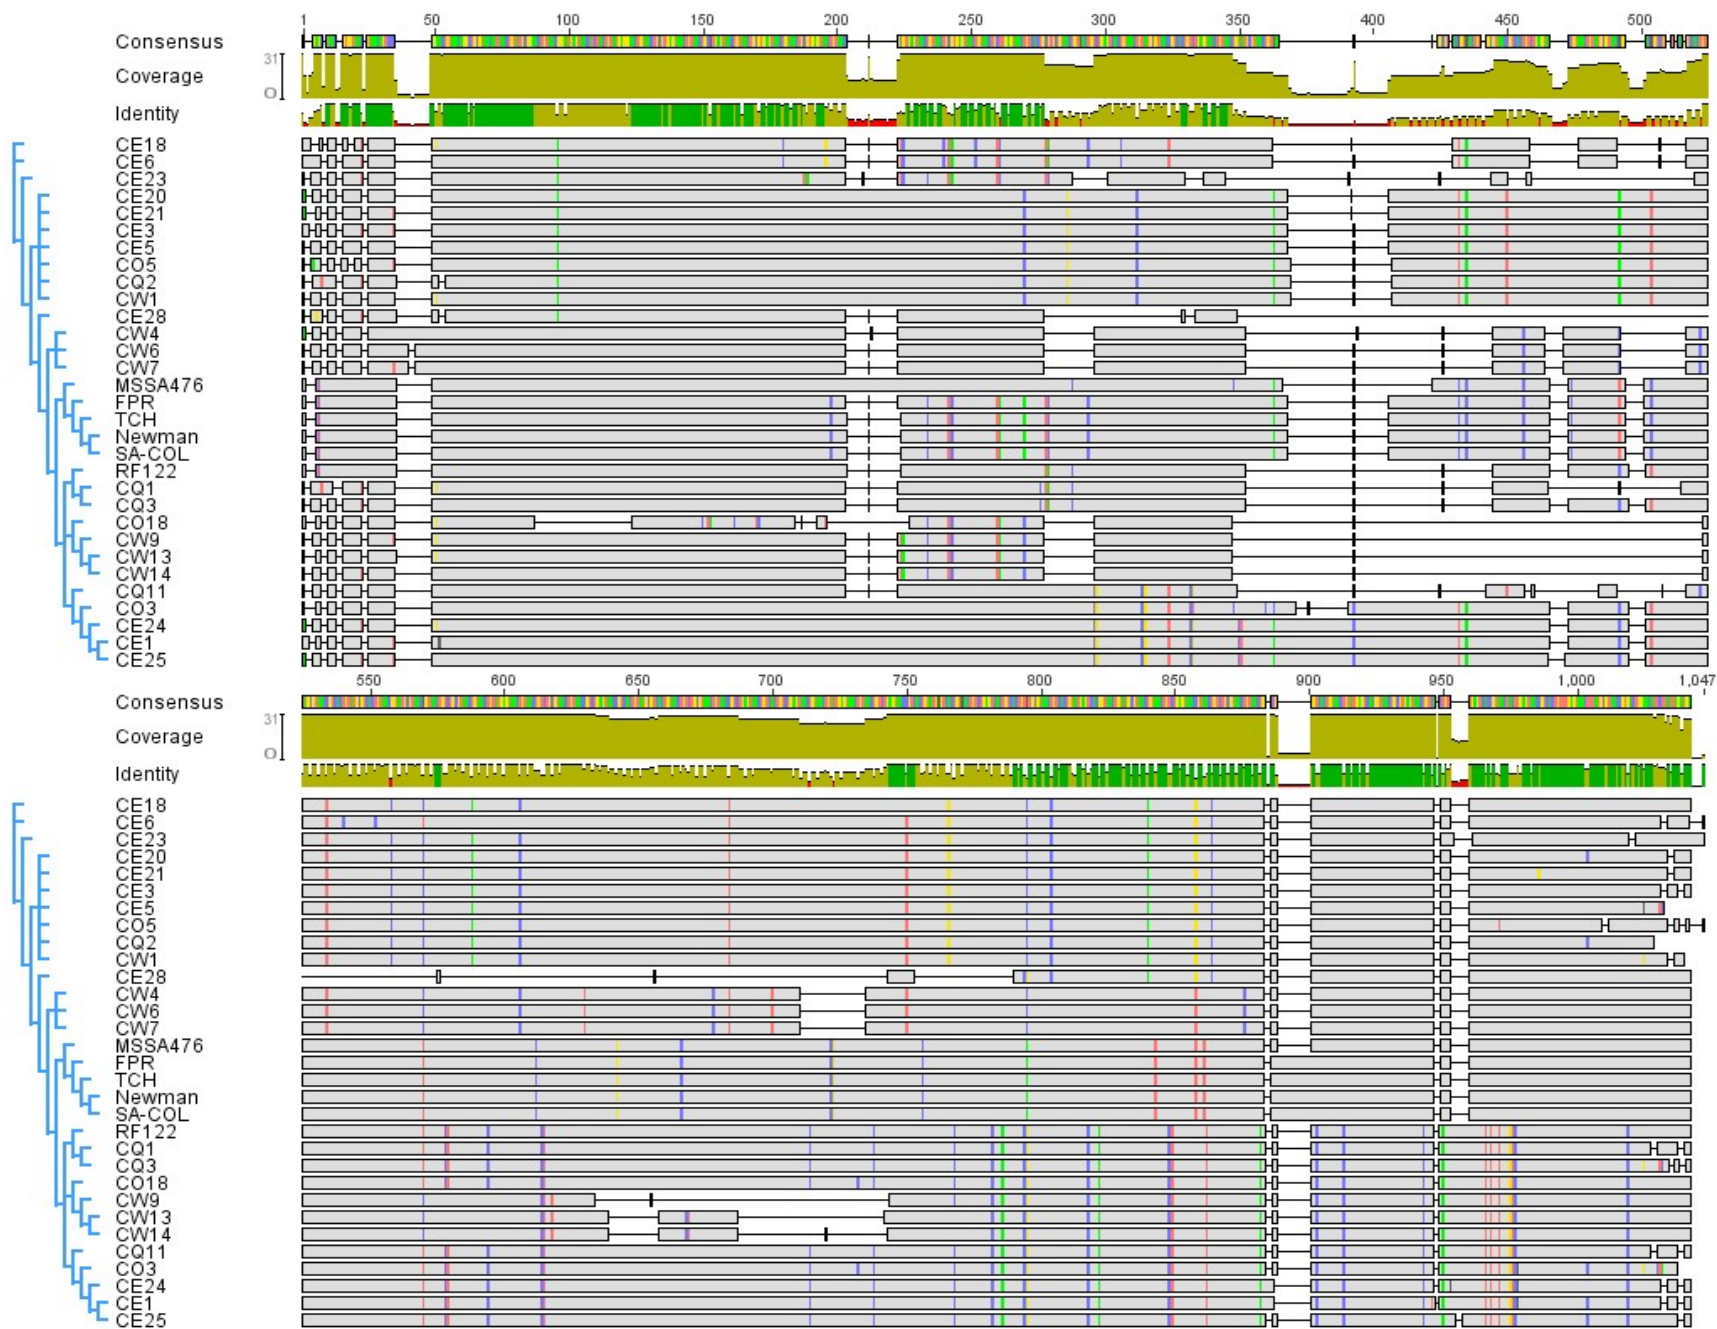 1 50 100 150 200 250 300 350 400 450 500
Consensus
31
Coverage
0
Identity
CE18
CE6
CE23
CE20
CE21
CE3
CE5
CO5
CQ2
CW1
CE28
CW4
CW6
CW7
MSSA476
FPR
TCH
Newman
SA-COL
RF122
CQ1
CQ3
CO18
CW9
CW13
CW14
CQ11
CO3
CE24
CE1
CE25
550 600 650 700 750 800 850 900 950 1,000 1,047
Consensus
31
Coverage
0
Identity
CE18
CE6
CE23
CE20
CE21
CE3
CE5
CO5
CQ2
CW1
CE28
CW4
CW6
CW7
MSSA476
FPR
TCH
Newman
SA-COL
RF122
CQ1
CQ3
CO18
CW9
CW13
CW14
CQ11
CO3
CE24
CE1
CE25